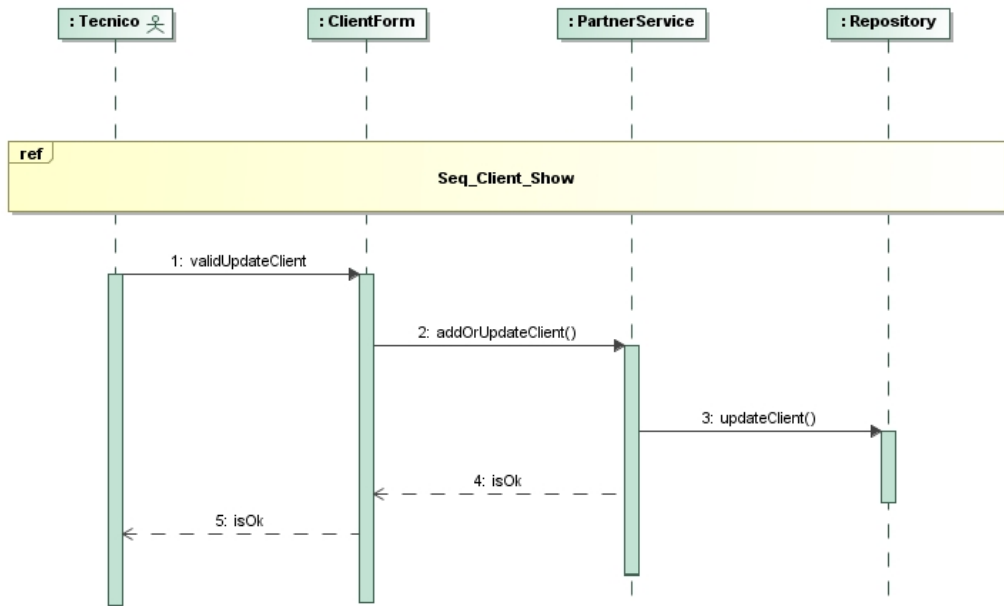 : Tecnico
: ClientForm
: PartnerService
: Repository
ref
Seq_Client_Show
1: validUpdateClient
2: addOrUpdateClient()
3: updateClient()
4: isOk
5: isOk